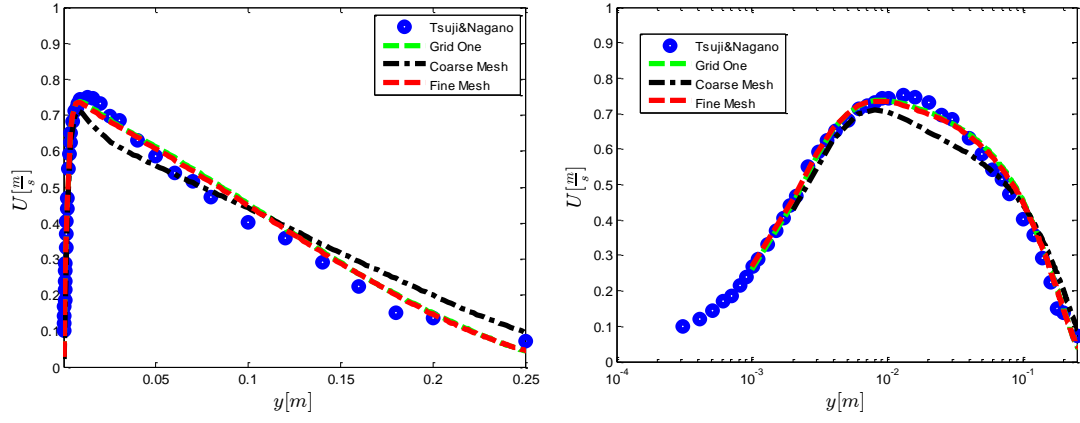 1
0.9
0.8
0.7
0.6
0.5
0.4
0.3
0.2
0.1
0
0.05
0.1
0.15
0.2
0.25
U[m/s]
y[m]
Tsuji&Nagano
Grid One
Coarse Mesh
Fine Mesh
1
0.9
0.8
0.7
0.6
0.5
0.4
0.3
0.2
0.1
0
10^-4
10^-3
10^-2
10^-1
U[m/s]
y[m]
Tsuji&Nagano
Grid One
Coarse Mesh
Fine Mesh